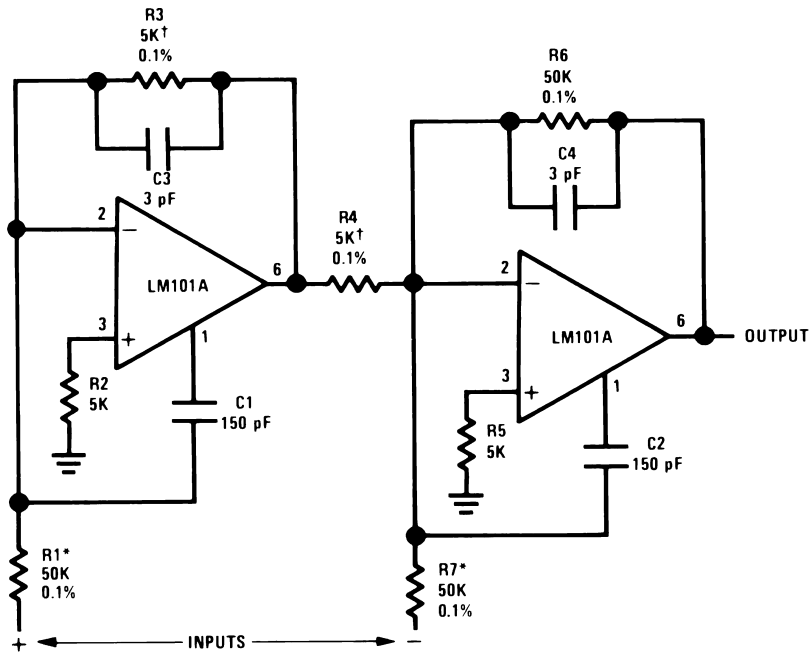 R3
5K†
0.1%
C3
3 pF
2
−
LM101A
6
3
+
1
R2
5K
C1
150 pF
R1*
50K
0.1%
+
INPUTS
−
R4
5K†
0.1%
R6
50K
0.1%
C4
3 pF
2
−
LM101A
6
OUTPUT
3
+
1
R5
5K
C2
150 pF
R7*
50K
0.1%